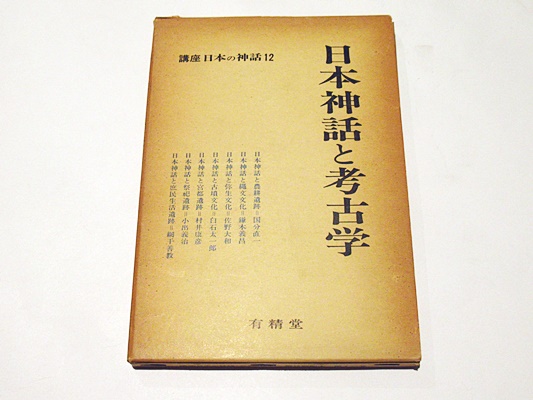 講座 日本の神話12
日本神話と考古学
日本神話と農耕遺跡=国分直一
日本神話と縄文文化=鎌木義昌
日本神話と弥生文化=佐野大和
日本神話と古墳文化=白石太一郎
日本神話と宮都遺跡=村井康彦
日本神話と祭祀遺跡=小出義治
日本神話と庶民生活遺跡=桐千善教
有精堂